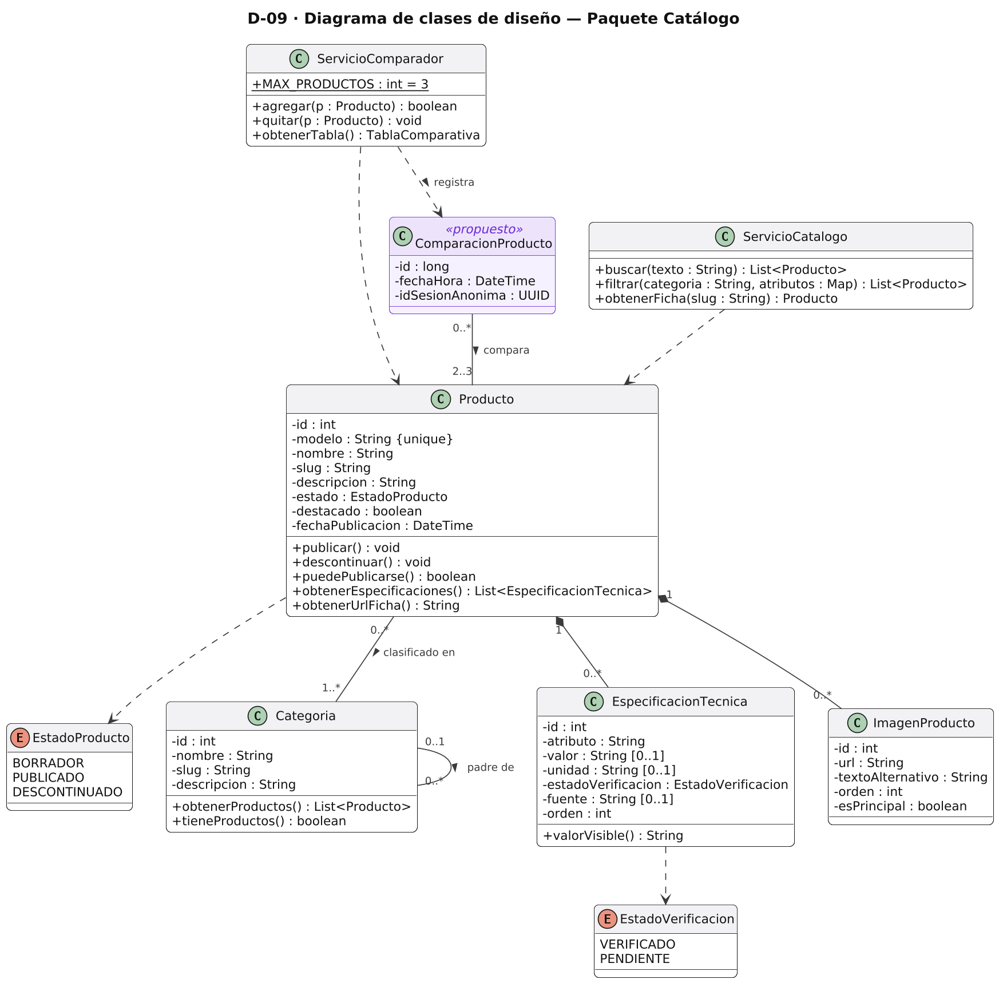 D-09 · Diagrama de clases de diseño — Paquete Catálogo
C ServicioComparador
+MAX_PRODUCTOS : int = 3
+agregar(p : Producto) : boolean
+quitar(p : Producto) : void
+obtenerTabla() : TablaComparativa
registra
«propuesto»
C ComparacionProducto
-id : long
-fechaHora : DateTime
-idSesionAnonima : UUID
C ServicioCatalogo
+buscar(texto : String) : List<Producto>
+filtrar(categoria : String, atributos : Map) : List<Producto>
+obtenerFicha(slug : String) : Producto
0..*
compara
2..3
C Producto
-id : int
-modelo : String {unique}
-nombre : String
-slug : String
-descripcion : String
-estado : EstadoProducto
-destacado : boolean
-fechaPublicacion : DateTime
+publicar() : void
+descontinuar() : void
+puedePublicarse() : boolean
+obtenerEspecificaciones() : List<EspecificacionTecnica>
+obtenerUrlFicha() : String
0..*
clasificado en
1..*
1
0..*
1
0..*
E EstadoProducto
BORRADOR
PUBLICADO
DESCONTINUADO
C Categoria
-id : int
-nombre : String
-slug : String
-descripcion : String
+obtenerProductos() : List<Producto>
+tieneProductos() : boolean
0..1
padre de
0..*
C EspecificacionTecnica
-id : int
-atributo : String
-valor : String [0..1]
-unidad : String [0..1]
-estadoVerificacion : EstadoVerificacion
-fuente : String [0..1]
-orden : int
+valorVisible() : String
C ImagenProducto
-id : int
-url : String
-textoAlternativo : String
-orden : int
-esPrincipal : boolean
E EstadoVerificacion
VERIFICADO
PENDIENTE